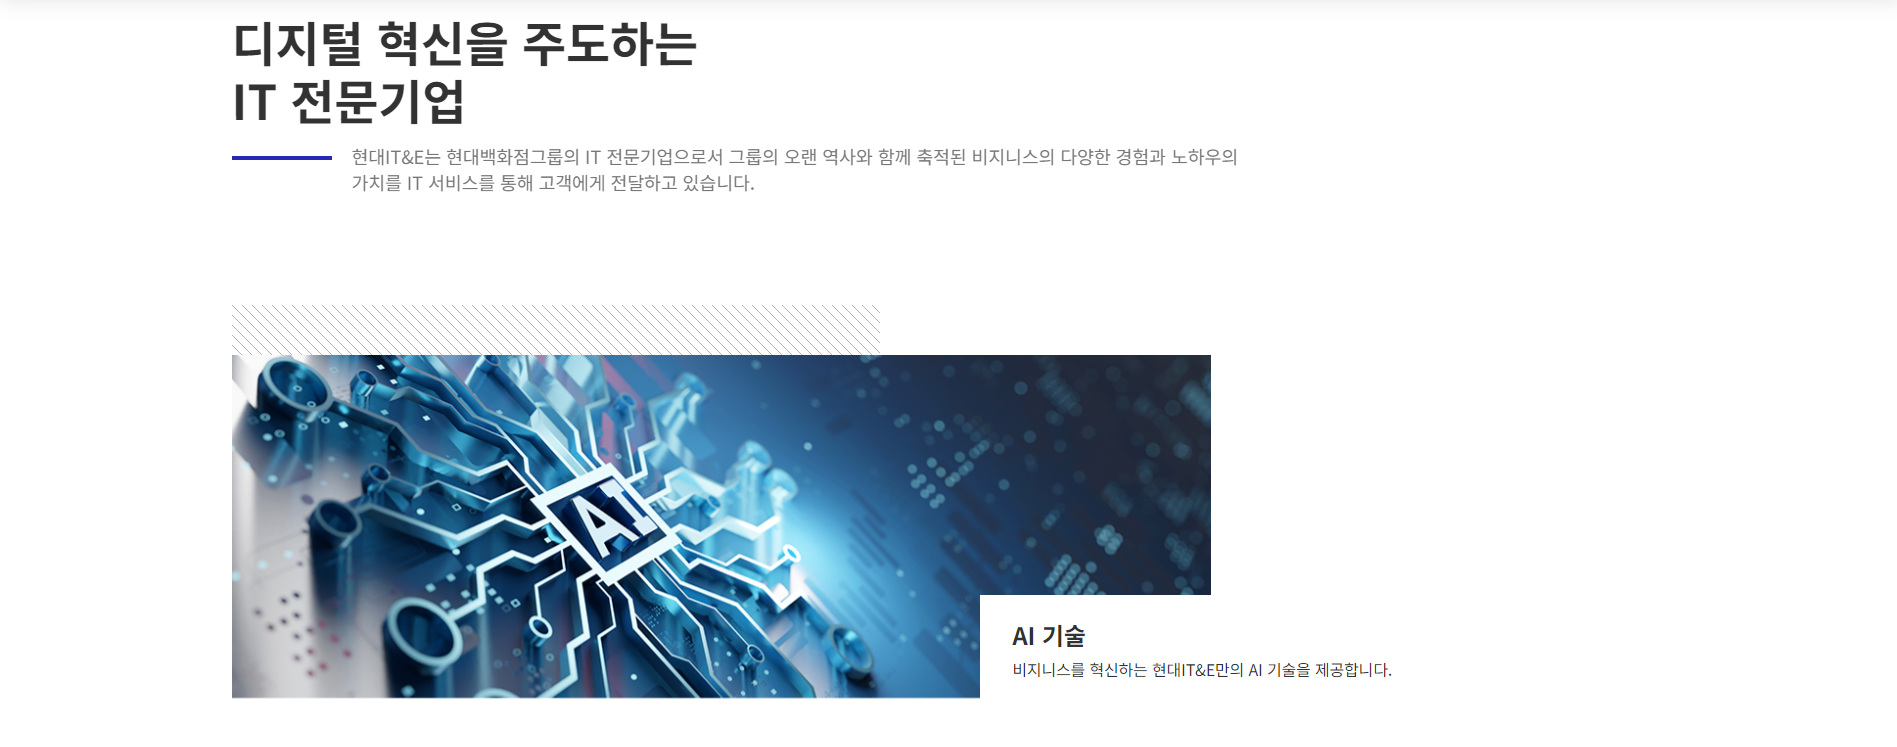 디지털 혁신을 주도하는
IT 전문기업
현대IT&E는 현대백화점그룹의 IT 전문기업으로서 그룹의 오랜 역사와 함께 축적된 비지니스의 다양한 경험과 노하우의
가치를 IT 서비스를 통해 고객에게 전달하고 있습니다.
AI
AI 기술
비지니스를 혁신하는 현대IT&E만의 AI 기술을 제공합니다.